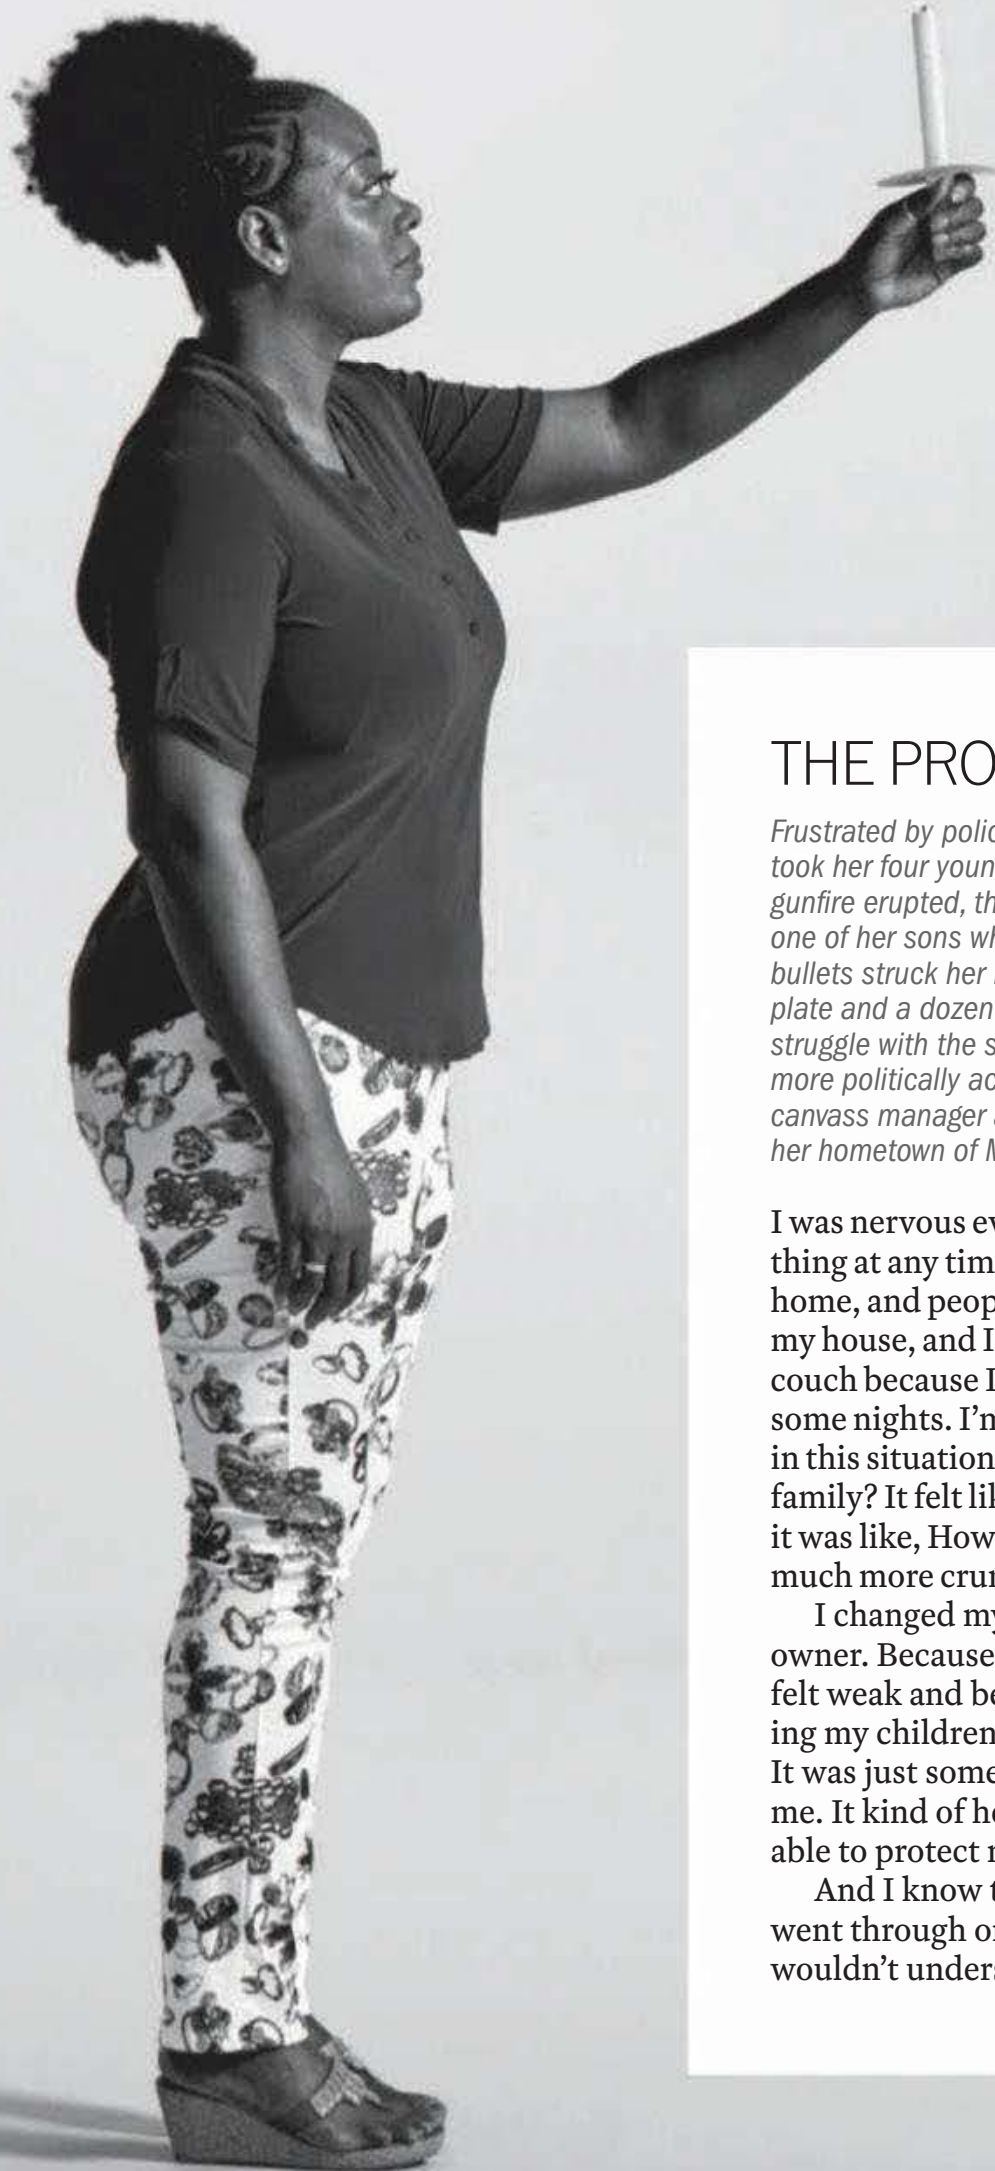 THE PRO
Frustrated by polic
took her four youn
gunfire erupted, th
one of her sons wh
bullets struck her
plate and a dozen
struggle with the s
more politically ac
canvass manager
her hometown of M
I was nervous ev
thing at any tim
home, and peop
my house, and I
couch because I
some nights. I’m
in this situation
family? It felt lik
it was like, How
much more crum
I changed my
owner. Because
felt weak and be
ing my children
It was just some
me. It kind of he
able to protect
And I know t
went through or
wouldn’t unders